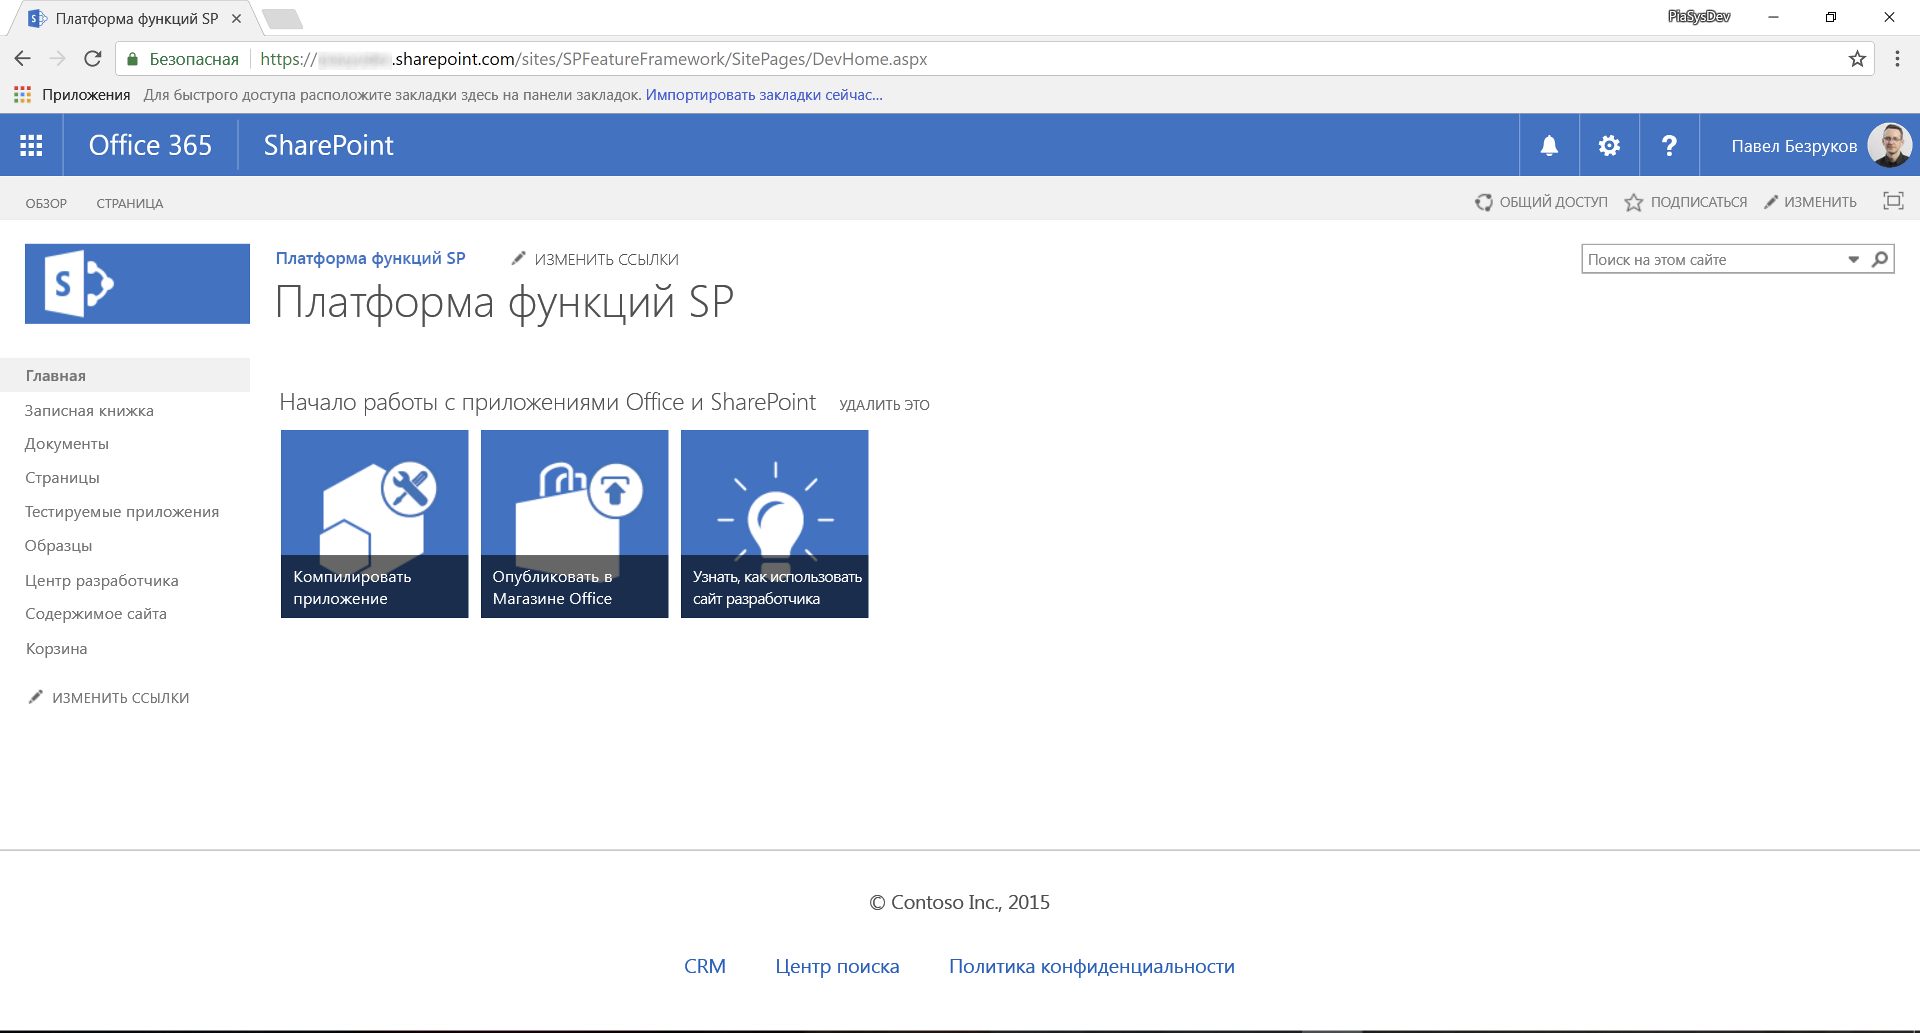 Платформа функций SP
PiaSysDev
Безопасная
https:// .sharepoint.com/sites/SPFeatureFramework/SitePages/DevHome.aspx
Приложения
Для быстрого доступа расположите закладки здесь на панели закладок. Импортировать закладки сейчас...
Office 365
SharePoint
Павел Безруков
ОБЗОР
СТРАНИЦА
ОБЩИЙ ДОСТУП
ПОДПИСАТЬСЯ
ИЗМЕНИТЬ
S
Платформа функций SP
ИЗМЕНИТЬ ССЫЛКИ
Поиск на этом сайте
Платформа функций SP
Главная
Записная книжка
Документы
Страницы
Тестируемые приложения
Образцы
Центр разработчика
Содержимое сайта
Корзина
ИЗМЕНИТЬ ССЫЛКИ
Начало работы с приложениями Office и SharePoint
УДАЛИТЬ ЭТО
Компилировать
приложение
Опубликовать в
Магазине Office
Узнать, как использовать
сайт разработчика
© Contoso Inc., 2015
CRM
Центр поиска
Политика конфиденциальности